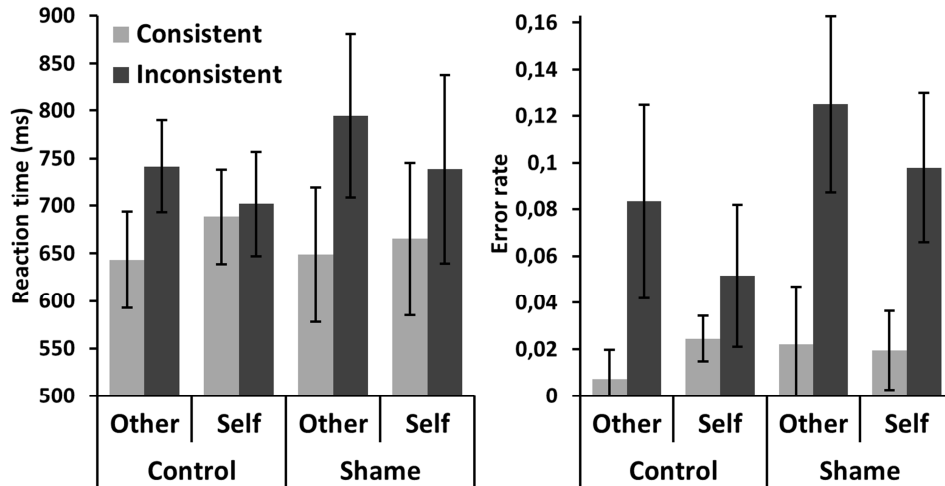 Reaction time (ms)
900
850
800
750
700
650
600
550
500
Consistent
Inconsistent
Other Self Other Self
Control Shame
Error rate
0,16
0,14
0,12
0,1
0,08
0,06
0,04
0,02
0
Other Self Other Self
Control Shame